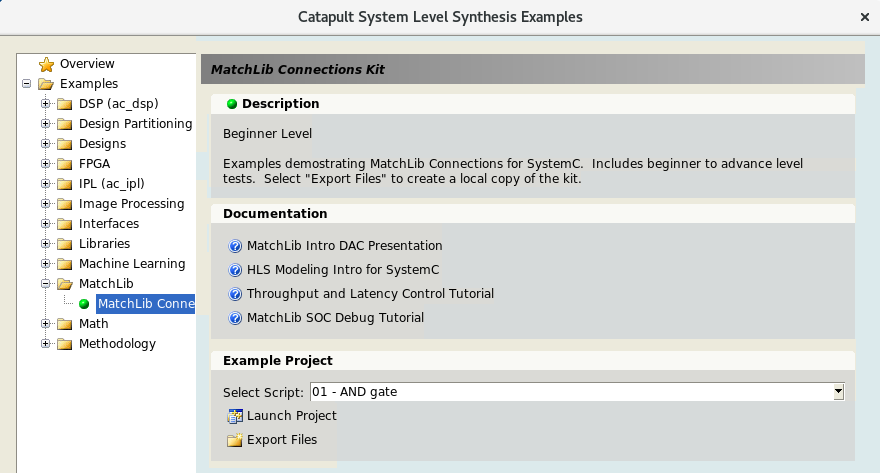 Catapult System Level Synthesis Examples
×
Overview
Examples
DSP (ac_dsp)
Design Partitioning
Designs
FPGA
IPL (ac_ipl)
Image Processing
Interfaces
Libraries
Machine Learning
MatchLib
MatchLib Conne
Math
Methodology
MatchLib Connections Kit
Description
Beginner Level
Examples demostrating MatchLib Connections for SystemC. Includes beginner to advance level
tests. Select "Export Files" to create a local copy of the kit.
Documentation
MatchLib Intro DAC Presentation
HLS Modeling Intro for SystemC
Throughput and Latency Control Tutorial
MatchLib SOC Debug Tutorial
Example Project
Select Script: 01 - AND gate
Launch Project
Export Files